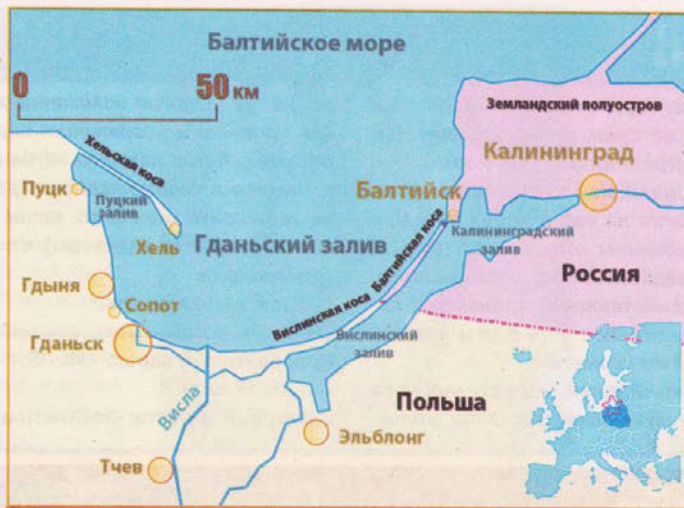 Балтийское море
0 50 км
Земландский полуостров
Хельская коса
Калининград
Пуцк
Пуцкий
залив
Балтийск
Хель
Гданьский залив
Балтийская коса
Калининградский
залив
Гдыня
Сопот
Вислинская коса
Россия
Гданьск
Вислинский
залив
Висла
Польша
Эльблонг
Тчев